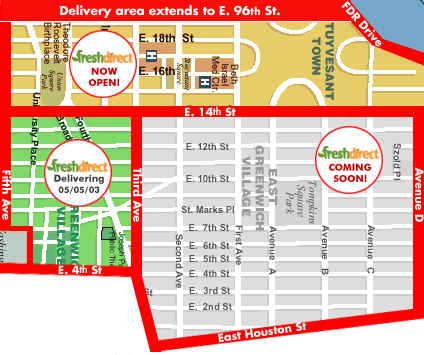 Delivery area extends to E. 96th St.
FDR Drive
Theodore
Roosevelt
Birthplace
Union
Square
Park
freshdirect
NOW
OPEN!
E. 18th St
E. 16th
Stuyvesant
Square
H
H
Beth
Israel
Med Ctr.
STUYVESANT
TOWN
E. 14th St
University Place
Broad
Fourth
Fifth Ave
Third Ave
freshdirect
Delivering
05/05/03
GREENWICH
VILLAGE
E. 4th St
Joseph P
Public The
E. 12th St
E. 10th St
St. Marks Pl
E. 7th St
E. 6th St
E. 5th St
E. 4th St
E. 3rd St
E. 2nd St
St
Second Ave
First Ave
Avenue A
Avenue B
Avenue C
Avenue D
EAST
GREENWICH
VILLAGE
Tompkins
Square
Park
freshdirect
COMING
SOON!
Szold Pl
East Houston St